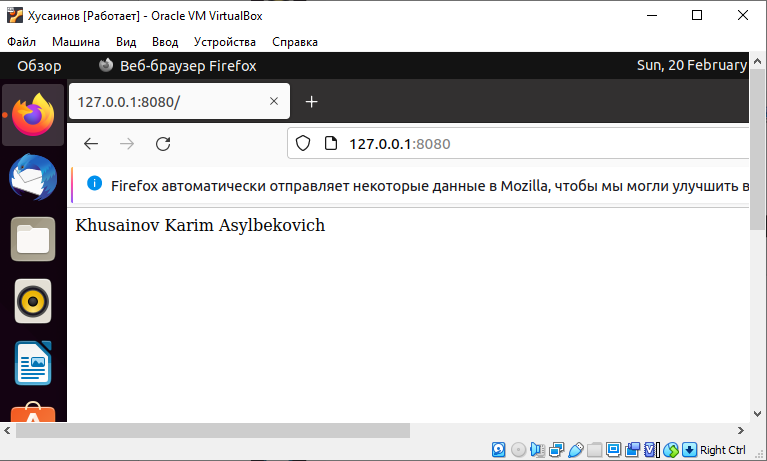 Хусаинов [Работает] - Oracle VM VirtualBox
Файл Машина Вид Ввод Устройства Справка
Обзор Веб-браузер Firefox Sun, 20 February
127.0.0.1:8080/
127.0.0.1:8080
Firefox автоматически отправляет некоторые данные в Mozilla, чтобы мы могли улучшить в
Khusainov Karim Asylbekovich
Right Ctrl